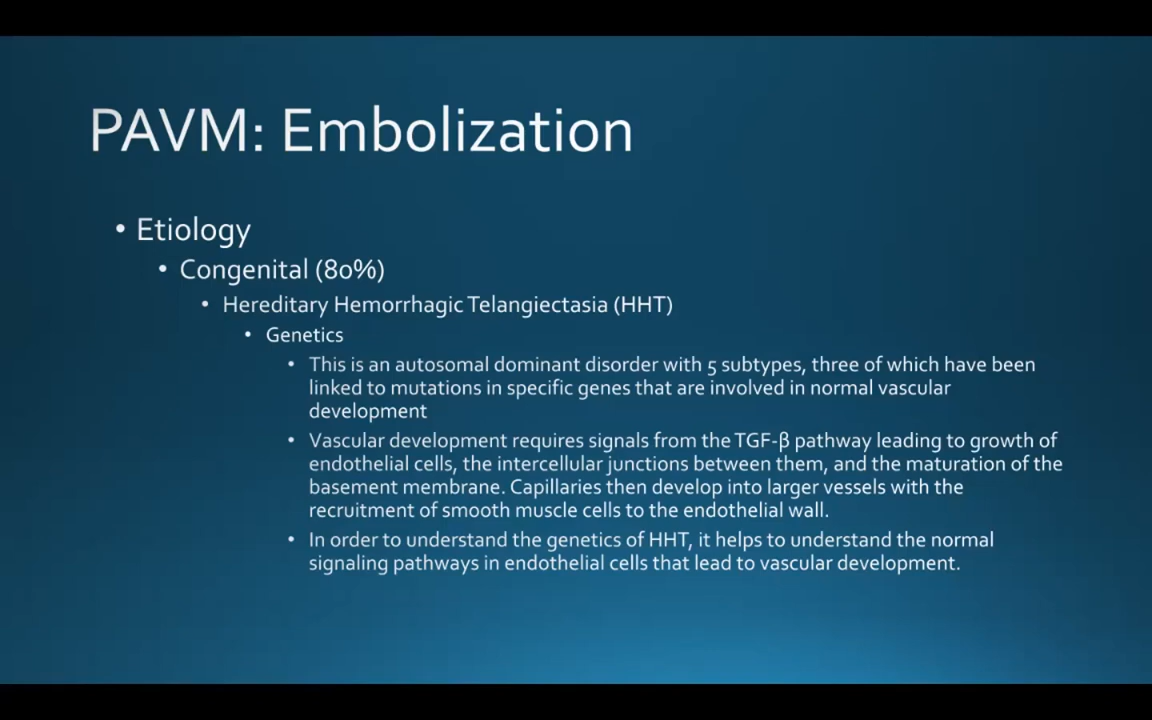 PAVM: Embolization
• Etiology
• Congenital (80%)
• Hereditary Hemorrhagic Telangiectasia (HHT)
• Genetics
• This is an autosomal dominant disorder with 5 subtypes, three of which have been
linked to mutations in specific genes that are involved in normal vascular
development
• Vascular development requires signals from the TGF-β pathway leading to growth of
endothelial cells, the intercellular junctions between them, and the maturation of the
basement membrane. Capillaries then develop into larger vessels with the
recruitment of smooth muscle cells to the endothelial wall.
• In order to understand the genetics of HHT, it helps to understand the normal
signaling pathways in endothelial cells that lead to vascular development.